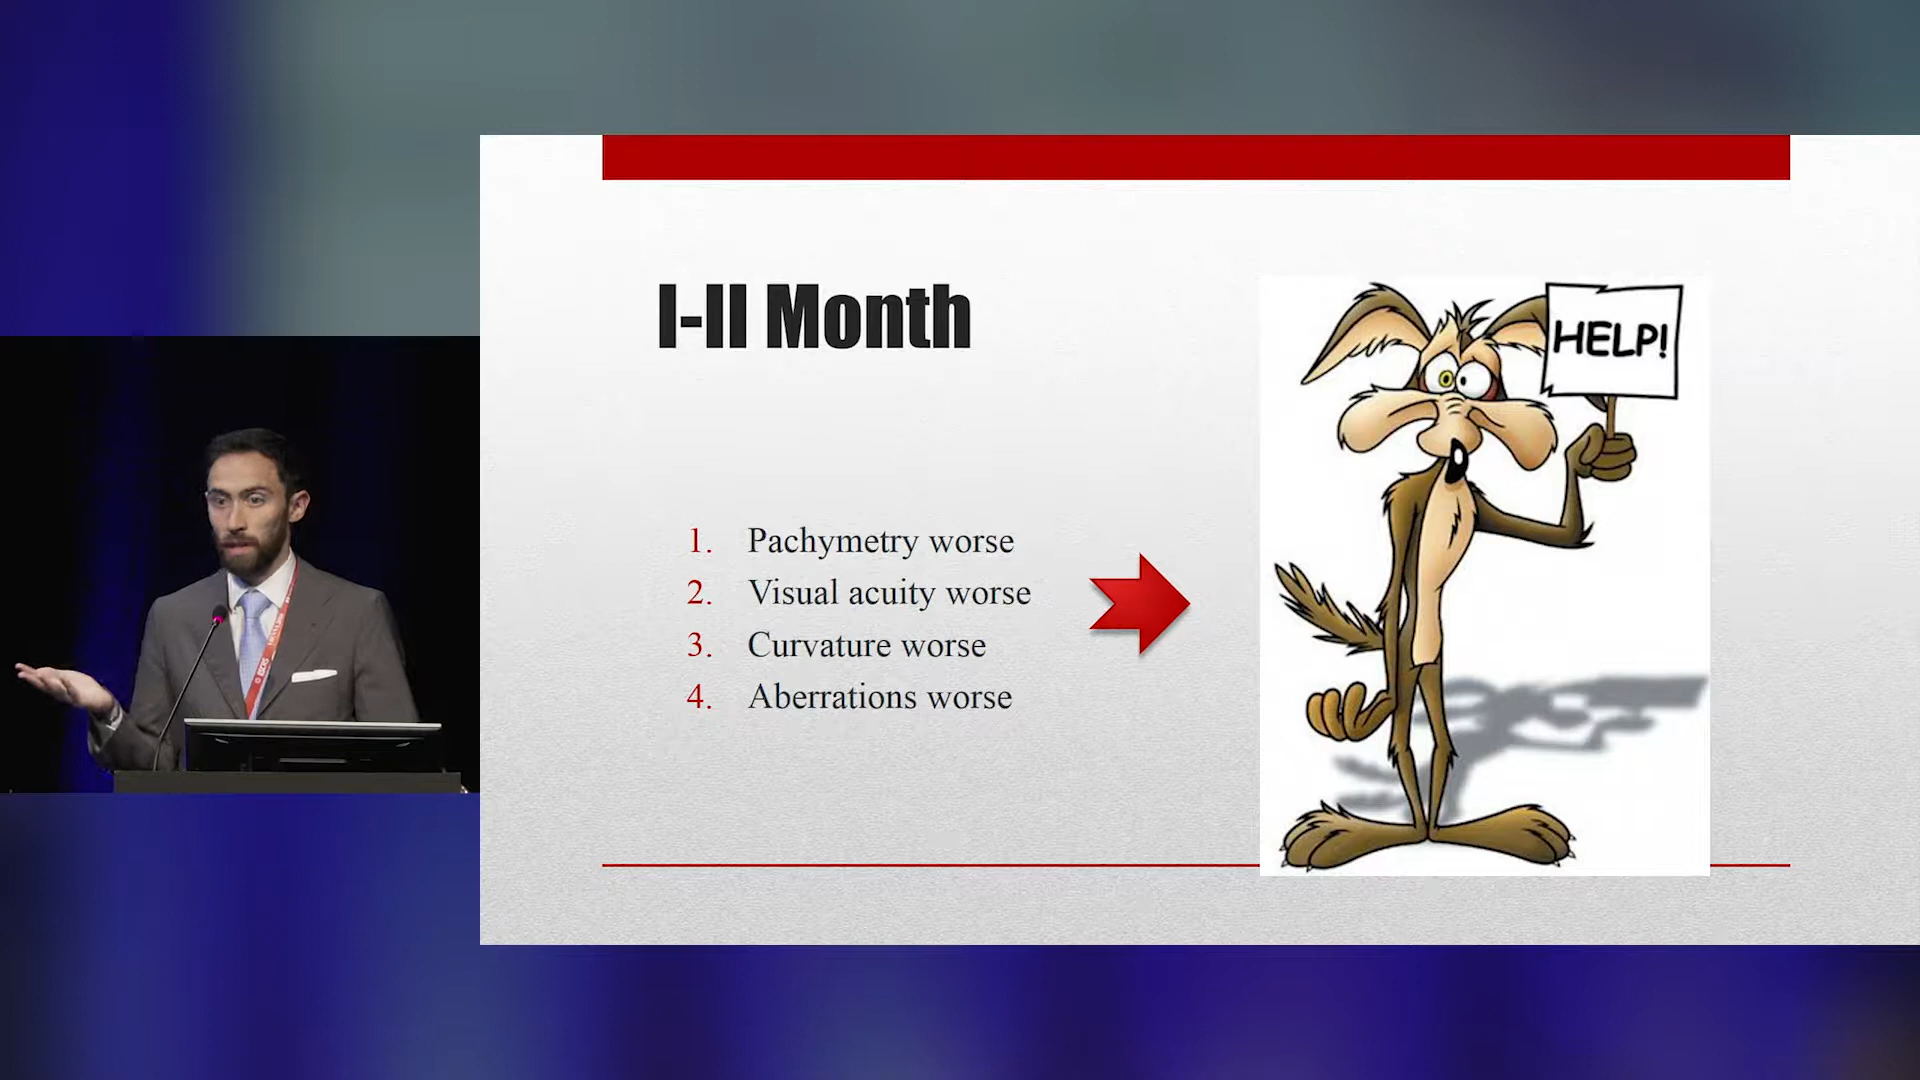 I-II Month
HELP!
1. Pachymetry worse
2. Visual acuity worse
3. Curvature worse
4. Aberrations worse